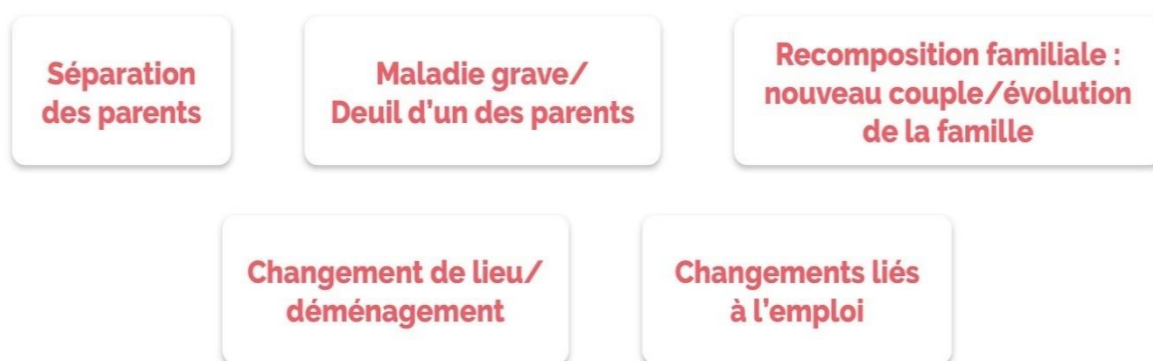 Séparation
des parents
Maladie grave/
Deuil d’un des parents
Recomposition familiale :
nouveau couple/évolution
de la famille
Changement de lieu/
déménagement
Changements liés
à l’emploi